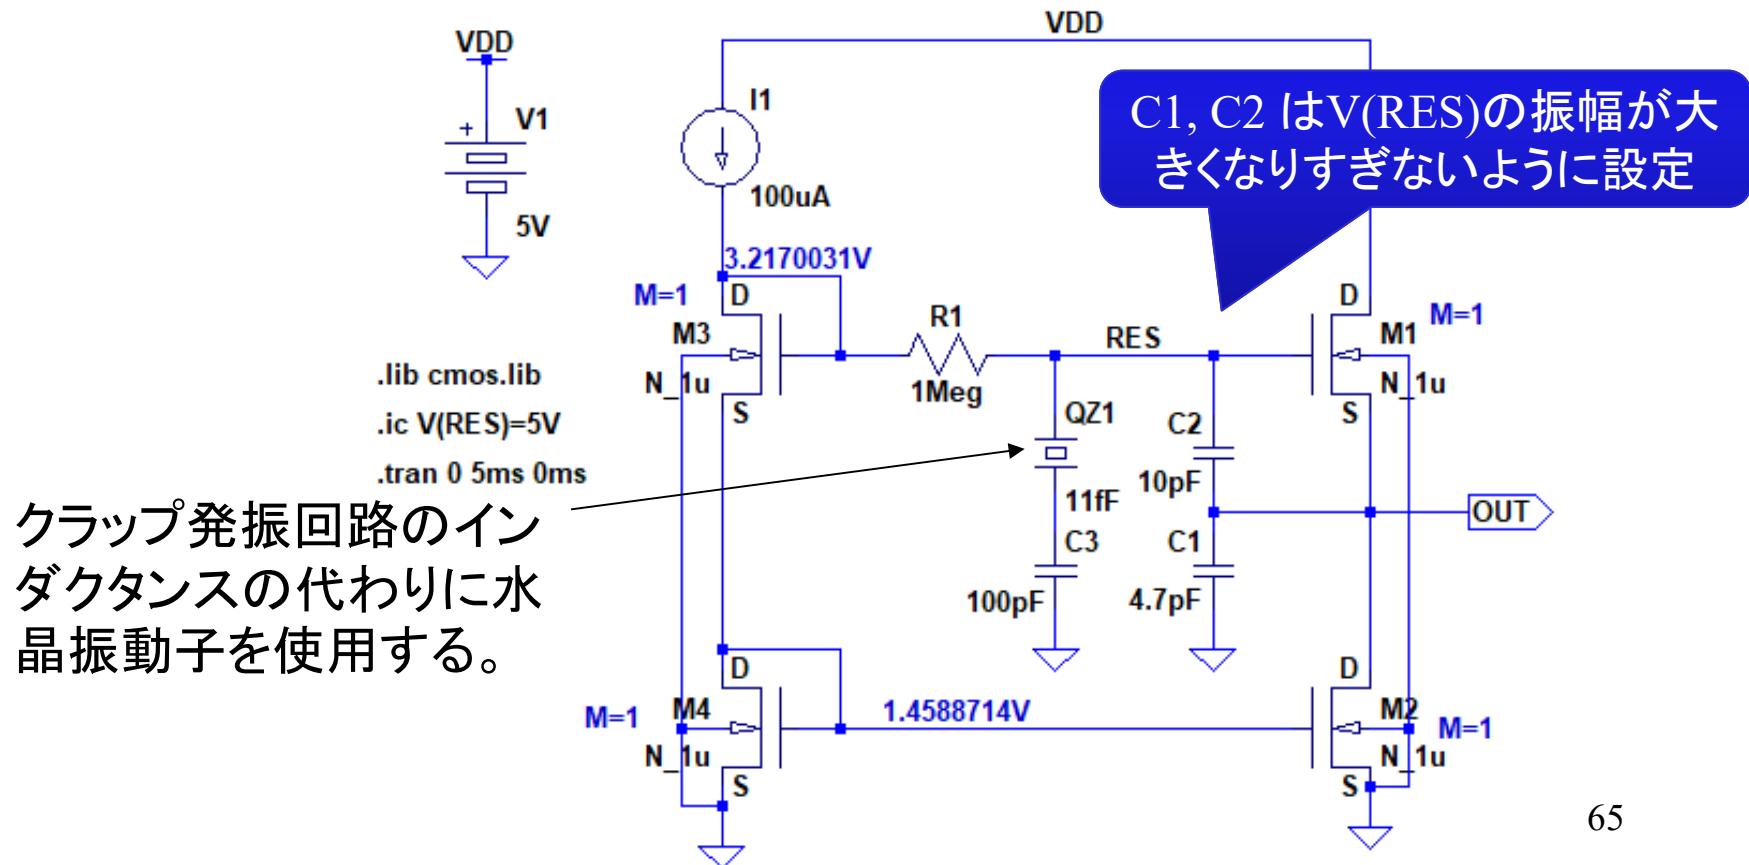 VDD
VDD
I1
V1
+
100uA
5V
C1, C2 はV(RES)の振幅が大
きくなりすぎないように設定
3.2170031V
M=1
D
M3
N_1u
S
R1
1Meg
RES
D
M=1
M1
N_1u
S
.lib cmos.lib
.ic V(RES)=5V
.tran 0 5ms 0ms
QZ1
11fF
C3
100pF
C2
10pF
C1
4.7pF
OUT
クラップ発振回路のイン
ダクタンスの代わりに水
晶振動子を使用する。
D
M=1
M4
N_1u
S
1.4588714V
D
M2
M=1
N_1u
S
65